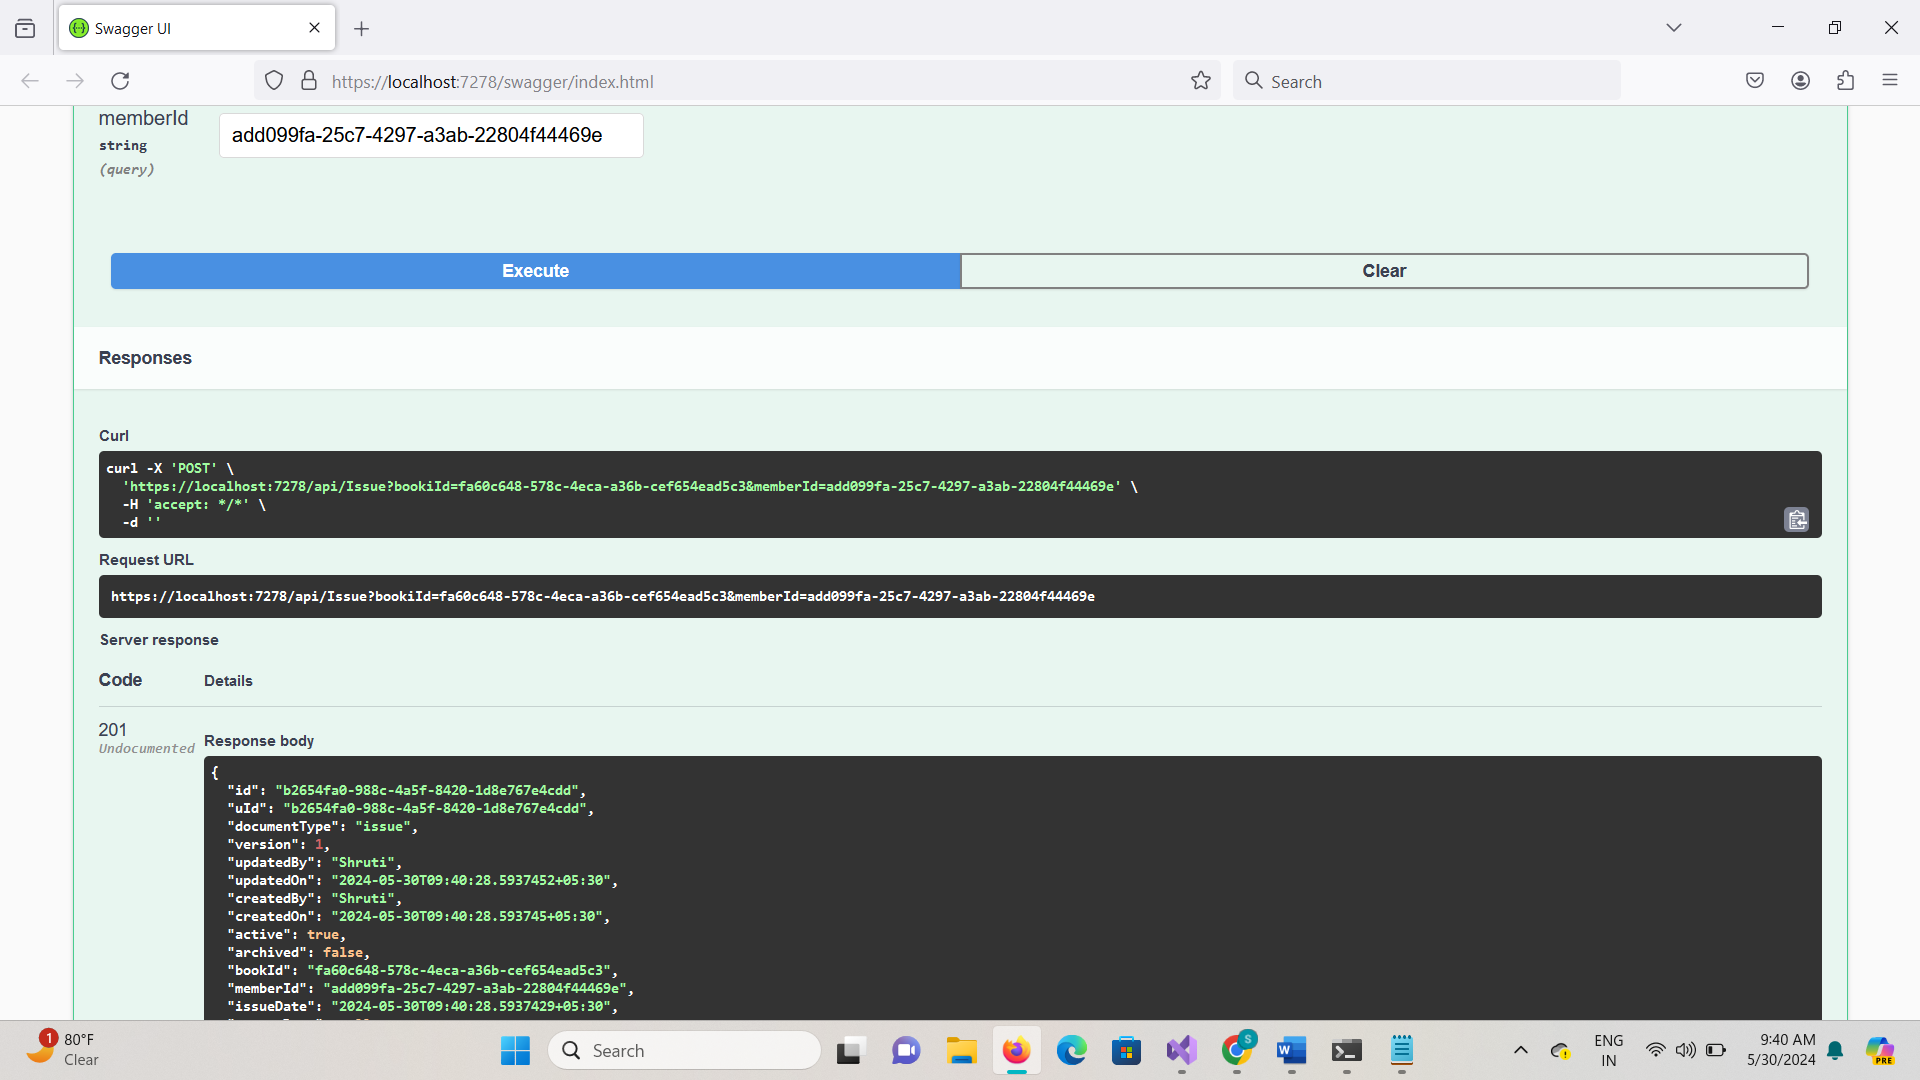 Swagger UI
https://localhost:7278/swagger/index.html
Search
memberId
string
(query)
add099fa-25c7-4297-a3ab-22804f44469e
Execute
Clear
Responses
Curl
curl -X 'POST' \
'https://localhost:7278/api/Issue?bookiId=fa60c648-578c-4eca-a36b-cef654ead5c3&memberId=add099fa-25c7-4297-a3ab-22804f44469e' \
-H 'accept: */*' \
-d ''
Request URL
https://localhost:7278/api/Issue?bookiId=fa60c648-578c-4eca-a36b-cef654ead5c3&memberId=add099fa-25c7-4297-a3ab-22804f44469e
Server response
Code
Details
201
Undocumented
Response body
{
"id": "b2654fa0-988c-4a5f-8420-1d8e767e4cdd",
"uId": "b2654fa0-988c-4a5f-8420-1d8e767e4cdd",
"documentType": "issue",
"version": 1,
"updatedBy": "Shruti",
"updatedOn": "2024-05-30T09:40:28.5937452+05:30",
"createdBy": "Shruti",
"createdOn": "2024-05-30T09:40:28.593745+05:30",
"active": true,
"archived": false,
"bookId": "fa60c648-578c-4eca-a36b-cef654ead5c3",
"memberId": "add099fa-25c7-4297-a3ab-22804f44469e",
"issueDate": "2024-05-30T09:40:28.5937429+05:30",
1
80°F
Clear
Search
S
W
ENG
IN
9:40 AM
5/30/2024
PRE